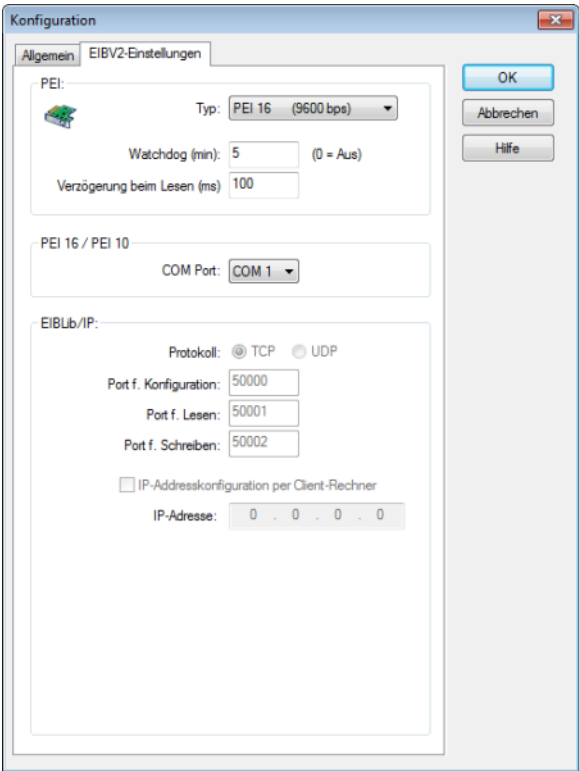 Konfiguration
Allgemein EIBV2-Einstellungen
OK
Abbrechen
Hilfe
PEI:
Typ: PEI 16 (9600 bps)
Watchdog (min): 5 (0 = Aus)
Verzögerung beim Lesen (ms) 100
PEI 16 / PEI 10
COM Port: COM 1
EIBLib/IP:
Protokoll: TCP UDP
Port f. Konfiguration: 50000
Port f. Lesen: 50001
Port f. Schreiben: 50002
IP-Addresskonfiguration per Client-Rechner
IP-Adresse: 0 . 0 . 0 . 0